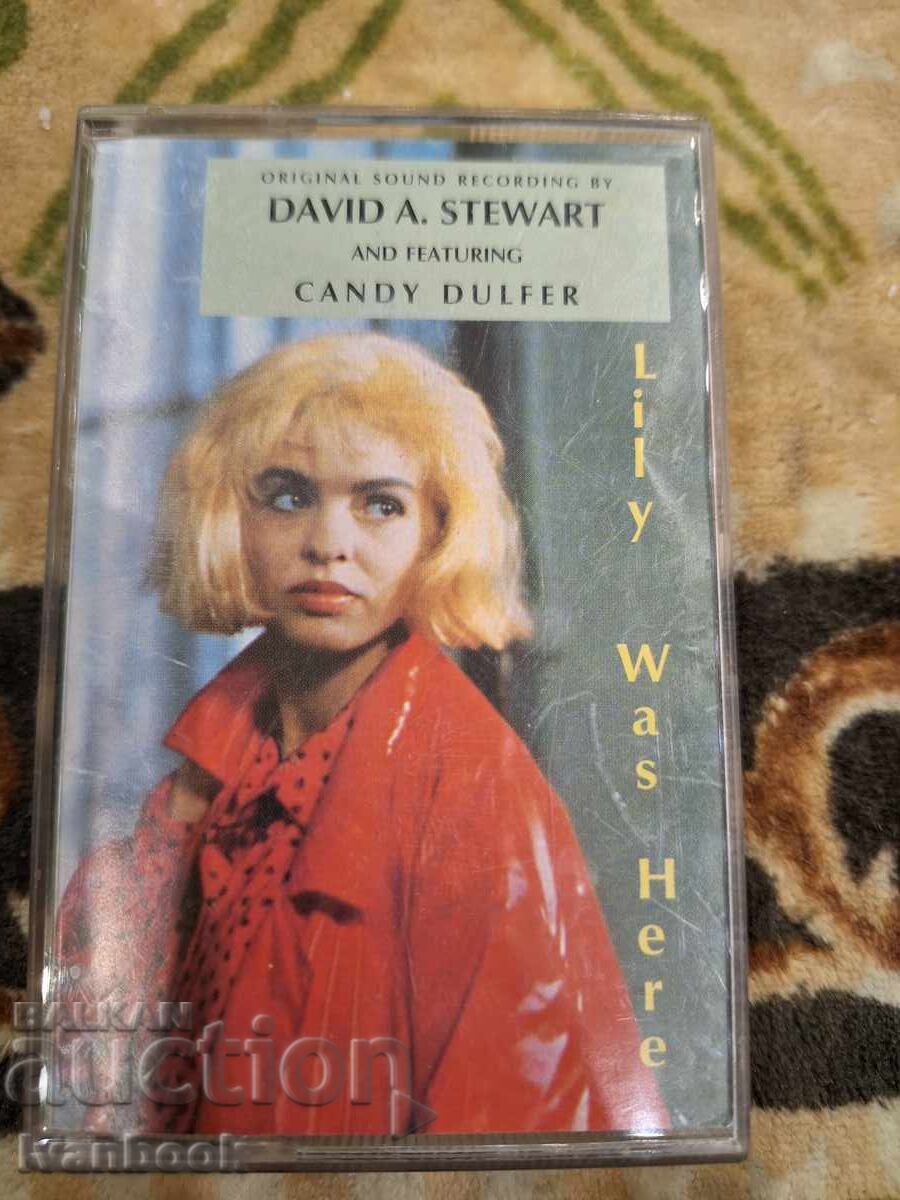 ORIGINAL SOUND RECORDING BY
DAVID A. STEWART
AND FEATURING
CANDY DULFER
Lily Was Here
BALKAN
auction
Ivanbook